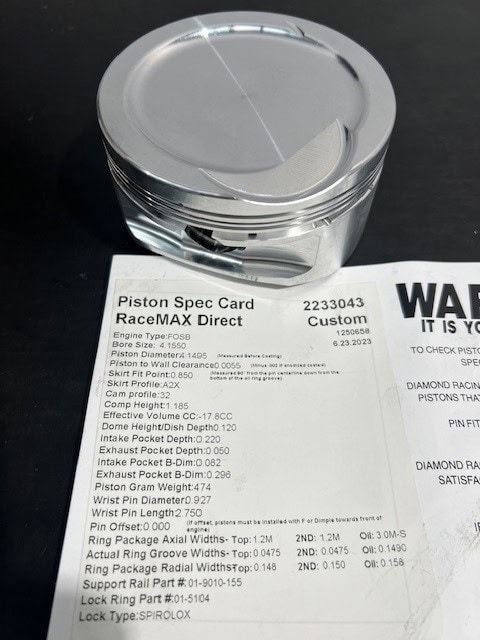 Piston Spec Card 2233043
RaceMAX Direct Custom
1250658
6.23.2023
Engine Type:FOSB
Bore Size: 4.1550
Piston Diameter:4.1495 (Measured Before Coating)
Piston to Wall Clearance:0.0055 (Minus .002 if anodized coated)
Skirt Fit Point:0.850 (Measured 90° from the pin centerline down from the
bottom of the oil ring groove)
Skirt Profile:A2X
Cam profile:32
Comp Height:1.185
Effective Volume CC:-17.8CC
Dome Height/Dish Depth:0.120
Intake Pocket Depth:0.220
Exhaust Pocket Depth:0.050
Intake Pocket B-Dim:0.082
Exhaust Pocket B-Dim:0.296
Piston Gram Weight:474
Wrist Pin Diameter:0.927
Wrist Pin Length:2.750
Pin Offset:0.000 (If offset, pistons must be installed with F or Dimple towards front of
engine)
Ring Package Axial Widths- Top:1.2M 2ND: 1.2M Oil: 3.0M-S
Actual Ring Groove Widths- Top:0.0475 2ND: 0.0475 Oil: 0.1490
Ring Package Radial Widths-Top:0.148 2ND: 0.150 Oil: 0.158
Support Rail Part #:01-9010-155
Lock Ring Part #:01-5104
Lock Type:SPIROLOX
WAR
IT IS YO
TO CHECK PIST
SPE
DIAMOND RACIN
PISTONS THA
PIN FIT
DIAMOND RA
SATISFA